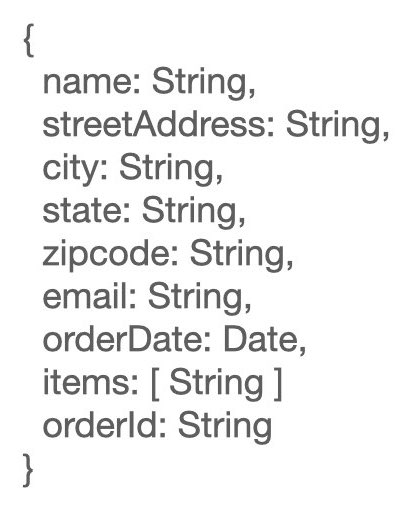 {
name: String,
streetAddress: String,
city: String,
state: String,
zipcode: String,
email: String,
orderDate: Date,
items: [ String ]
orderId: String
}